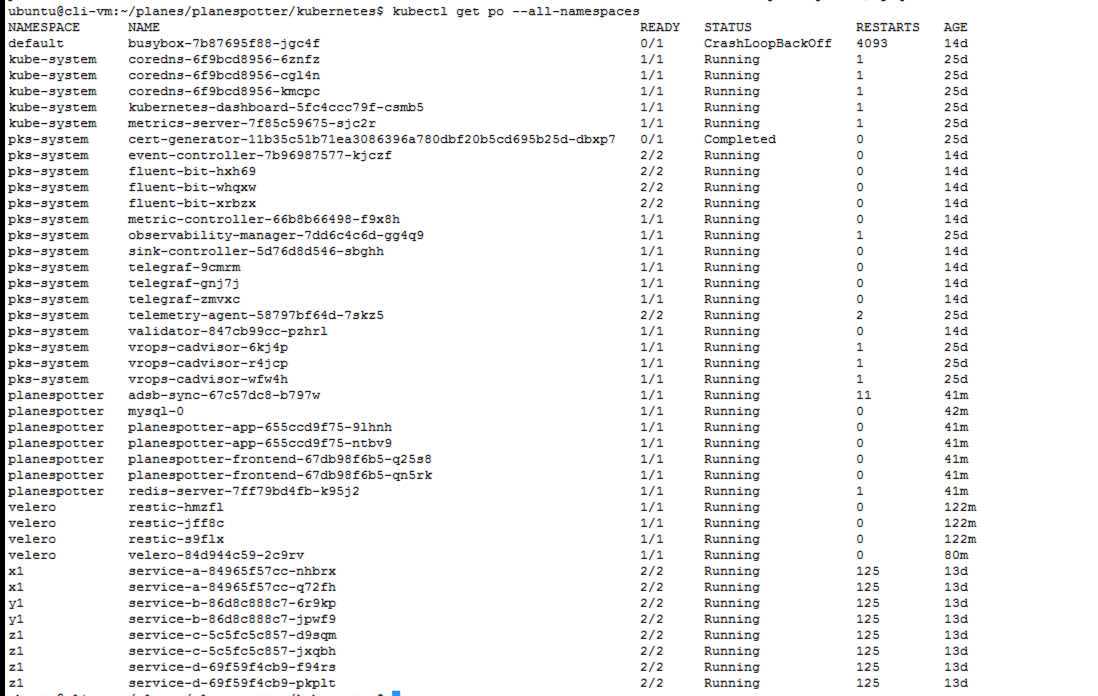 ubuntu@cli-vm:~/planes/planespotter/kubernetes$ kubectl get po --all-namespaces
NAMESPACE NAME READY STATUS RESTARTS AGE
default busybox-7b87695f88-jgc4f 0/1 CrashLoopBackOff 4093 14d
kube-system coredns-6f9bcd8956-6znfz 1/1 Running 1 25d
kube-system coredns-6f9bcd8956-cgl4n 1/1 Running 1 25d
kube-system coredns-6f9bcd8956-kmcpc 1/1 Running 1 25d
kube-system kubernetes-dashboard-5fc4ccc79f-csmb5 1/1 Running 1 25d
kube-system metrics-server-7f85c59675-sjc2r 1/1 Running 1 25d
pks-system cert-generator-11b35c51b71ea3086396a780dbf20b5cd695b25d-dbxp7 0/1 Completed 0 25d
pks-system event-controller-7b96987577-kjczf 2/2 Running 0 14d
pks-system fluent-bit-hxh69 2/2 Running 0 14d
pks-system fluent-bit-whqxw 2/2 Running 0 14d
pks-system fluent-bit-xrbzx 2/2 Running 0 14d
pks-system metric-controller-66b8b66498-f9x8h 1/1 Running 0 14d
pks-system observability-manager-7dd6c4c6d-gg4q9 1/1 Running 1 25d
pks-system sink-controller-5d76d8d546-sbghh 1/1 Running 0 14d
pks-system telegraf-9cmrm 1/1 Running 0 14d
pks-system telegraf-gnj7j 1/1 Running 0 14d
pks-system telegraf-zmvxc 1/1 Running 0 14d
pks-system telemetry-agent-58797bf64d-7skz5 2/2 Running 2 25d
pks-system validator-847cb99cc-pzhrl 1/1 Running 0 14d
pks-system vrops-cadvisor-6kj4p 1/1 Running 1 25d
pks-system vrops-cadvisor-r4jcp 1/1 Running 1 25d
pks-system vrops-cadvisor-wfw4h 1/1 Running 1 25d
planespotter adsb-sync-67c57dc8-b797w 1/1 Running 11 41m
planespotter mysql-0 1/1 Running 0 42m
planespotter planespotter-app-655ccd9f75-9lhnh 1/1 Running 0 41m
planespotter planespotter-app-655ccd9f75-ntbv9 1/1 Running 0 41m
planespotter planespotter-frontend-67db98f6b5-q25s8 1/1 Running 0 41m
planespotter planespotter-frontend-67db98f6b5-qn5rk 1/1 Running 0 41m
planespotter redis-server-7ff79bd4fb-k95j2 1/1 Running 1 41m
velero restic-hmzfl 1/1 Running 0 122m
velero restic-jff8c 1/1 Running 0 122m
velero restic-s9flx 1/1 Running 0 122m
velero velero-84d944c59-2c9rv 1/1 Running 0 80m
x1 service-a-84965f57cc-nhbrx 2/2 Running 125 13d
x1 service-a-84965f57cc-q72fh 2/2 Running 125 13d
y1 service-b-86d8c888c7-6r9kp 2/2 Running 125 13d
y1 service-b-86d8c888c7-jpwf9 2/2 Running 125 13d
z1 service-c-5c5fc5c857-d9sqm 2/2 Running 125 13d
z1 service-c-5c5fc5c857-jxqbh 2/2 Running 125 13d
z1 service-d-69f59f4cb9-f94rs 2/2 Running 125 13d
z1 service-d-69f59f4cb9-pkplt 2/2 Running 125 13d